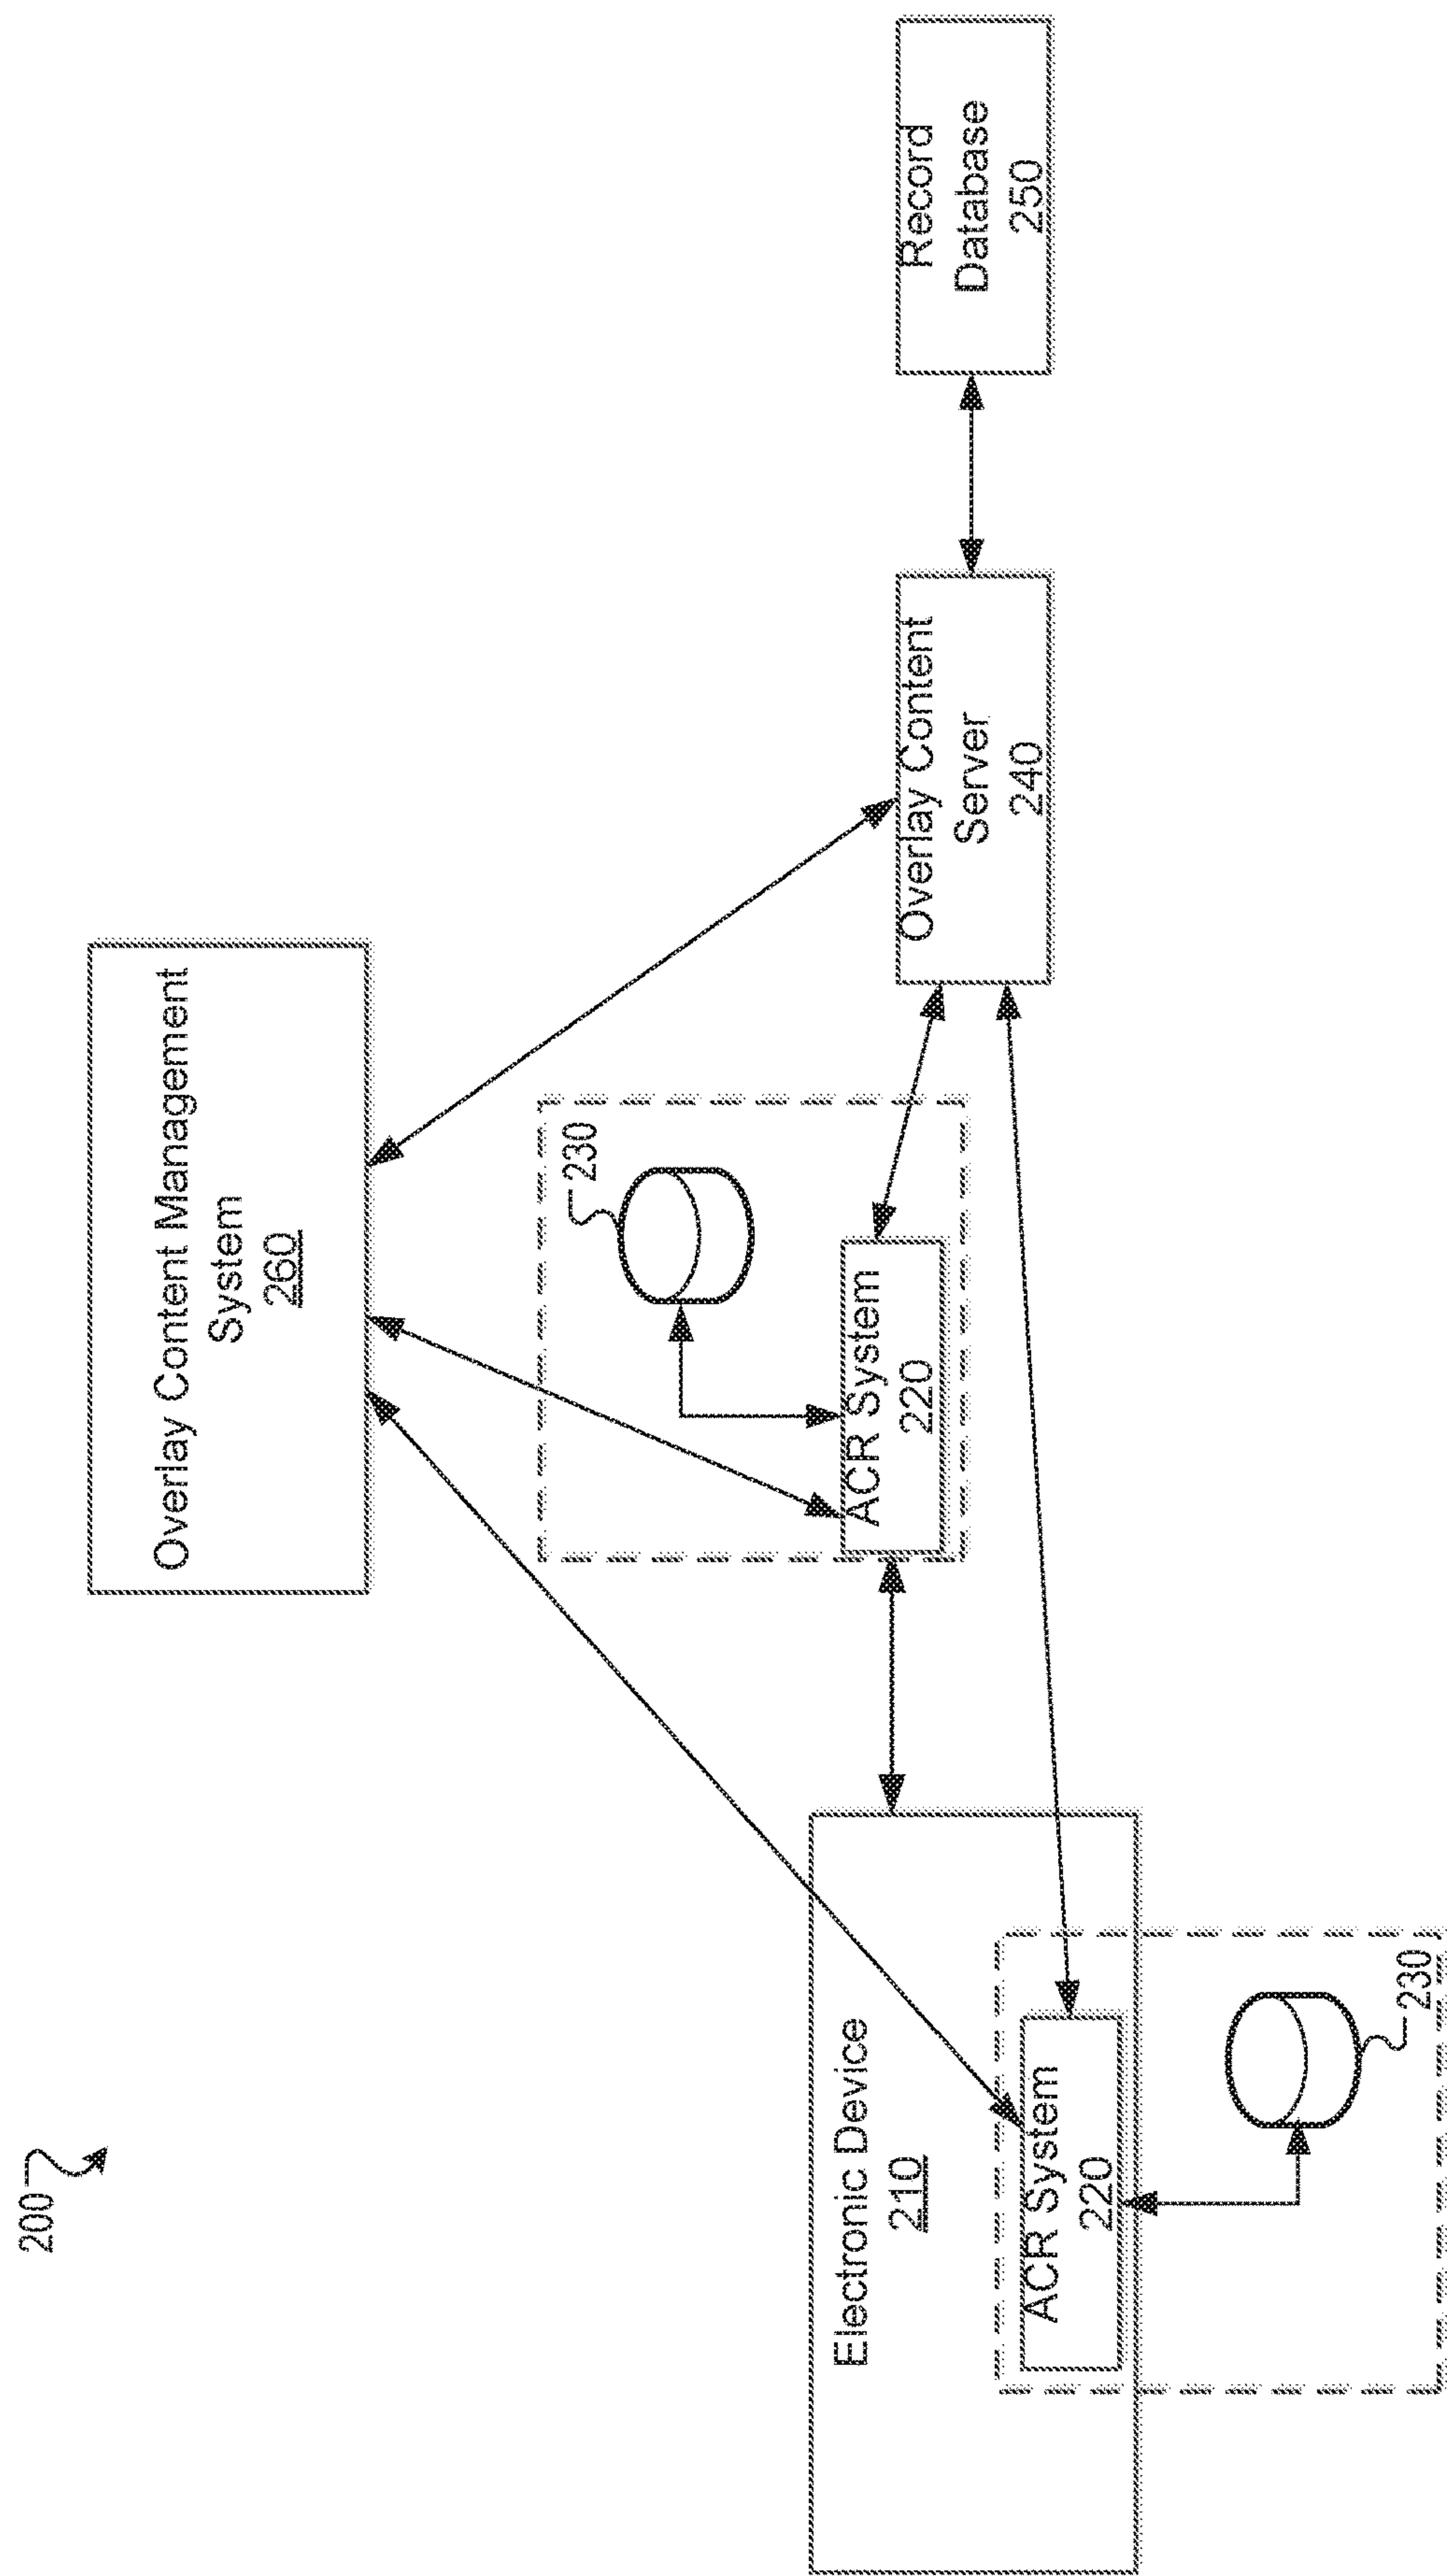 200
Overlay Content Management
System
260
230
Electronic Device
210
ACR System
220
ACR System
220
Overlay Content
Server
240
Record
Database
250
230